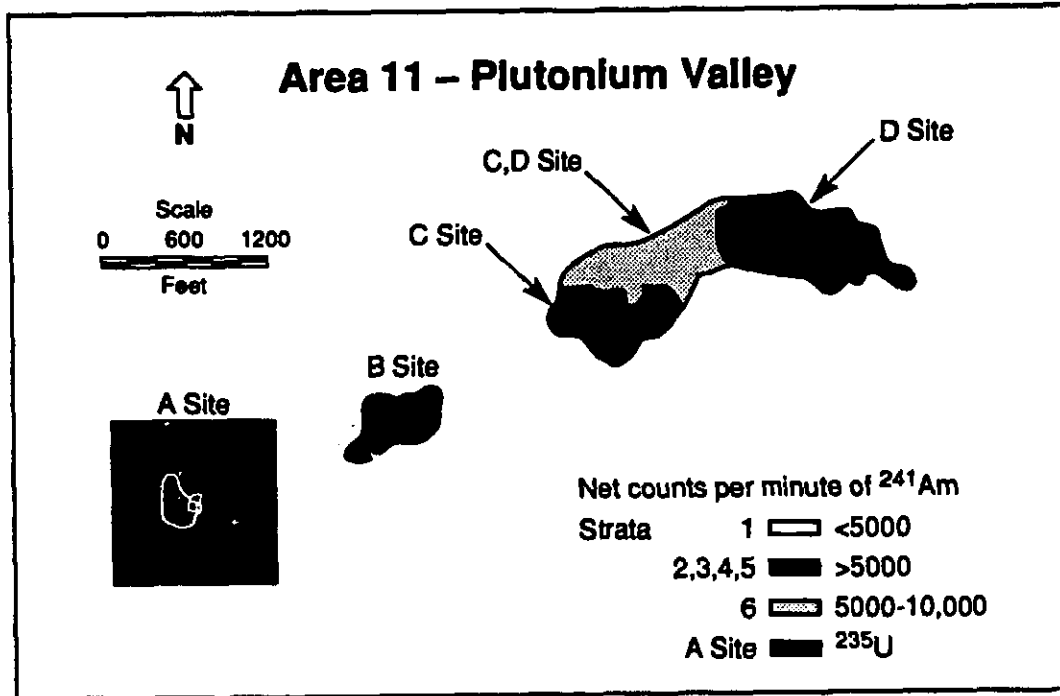 Area 11 – Plutonium Valley
N
D Site
C,D Site
Scale
0 600 1200
Feet
C Site
B Site
A Site
Net counts per minute of ²⁴¹Am
Strata 1 <5000
2,3,4,5 >5000
6 5000-10,000
A Site ²³⁵U